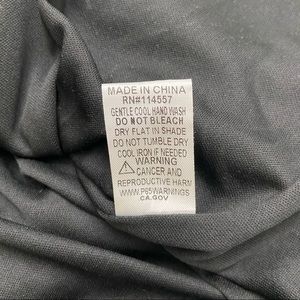 MADE IN CHINA
RN#114557
GENTLE COOL HAND WASH
DO NOT BLEACH
DRY FLAT IN SHADE
DO NOT TUMBLE DRY
COOL IRON IF NEEDED
WARNING
CANCER AND
REPRODUCTIVE HARM
WWW.P65WARNINGS
CA.GOV